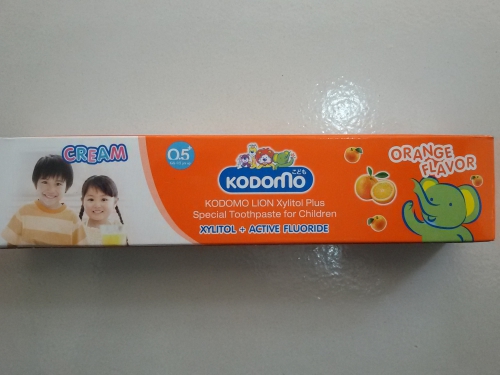 CREAM
0.5+
こども
KODOMO
KODOMO LION Xylitol Plus
Special Toothpaste for Children
XYLITOL + ACTIVE FLUORIDE
ORANGE
FLAVOR